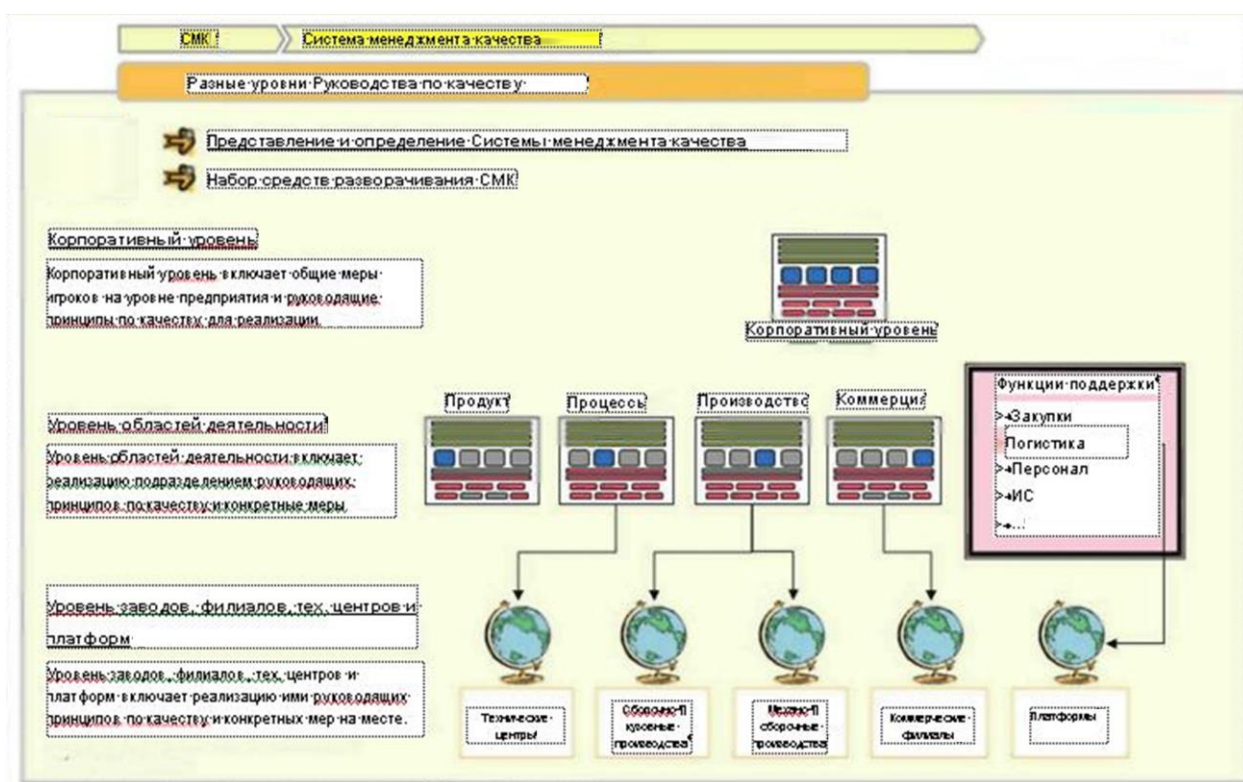 СМК
Система менеджмента качества
Разные уровни Руководства по качеству
Представление и определение Системы менеджмента качества
Набор средств разворачивания СМК
Корпоративный уровень
Корпоративный уровень включает общие меры
игроков на уровне предприятия и руководящие
принципы по качеству для реализации
Корпоративный уровень
Функции поддержки
>Закупки
Логистика
>Персонал
>ИС
>...
Продукт
Процессы
Производство
Коммерция
Уровень областей деятельности
Уровень областей деятельности включает
реализацию подразделением руководящих
принципов по качеству и конкретные меры
Уровень заводов, филиалов, тех. центров и
платформ
Уровень заводов, филиалов, тех. центров и
платформ включает реализацию ими руководящих
принципов по качеству и конкретных мер на месте.
Технические
центры
кузовные
производства
сборочные
производства
Коммерческие
филиалы
Платформы